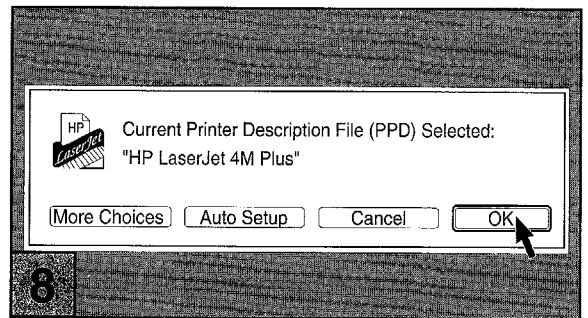 HP
LaserJet
Current Printer Description File (PPD) Selected:
"HP LaserJet 4M Plus"
More Choices
Auto Setup
Cancel
OK
8